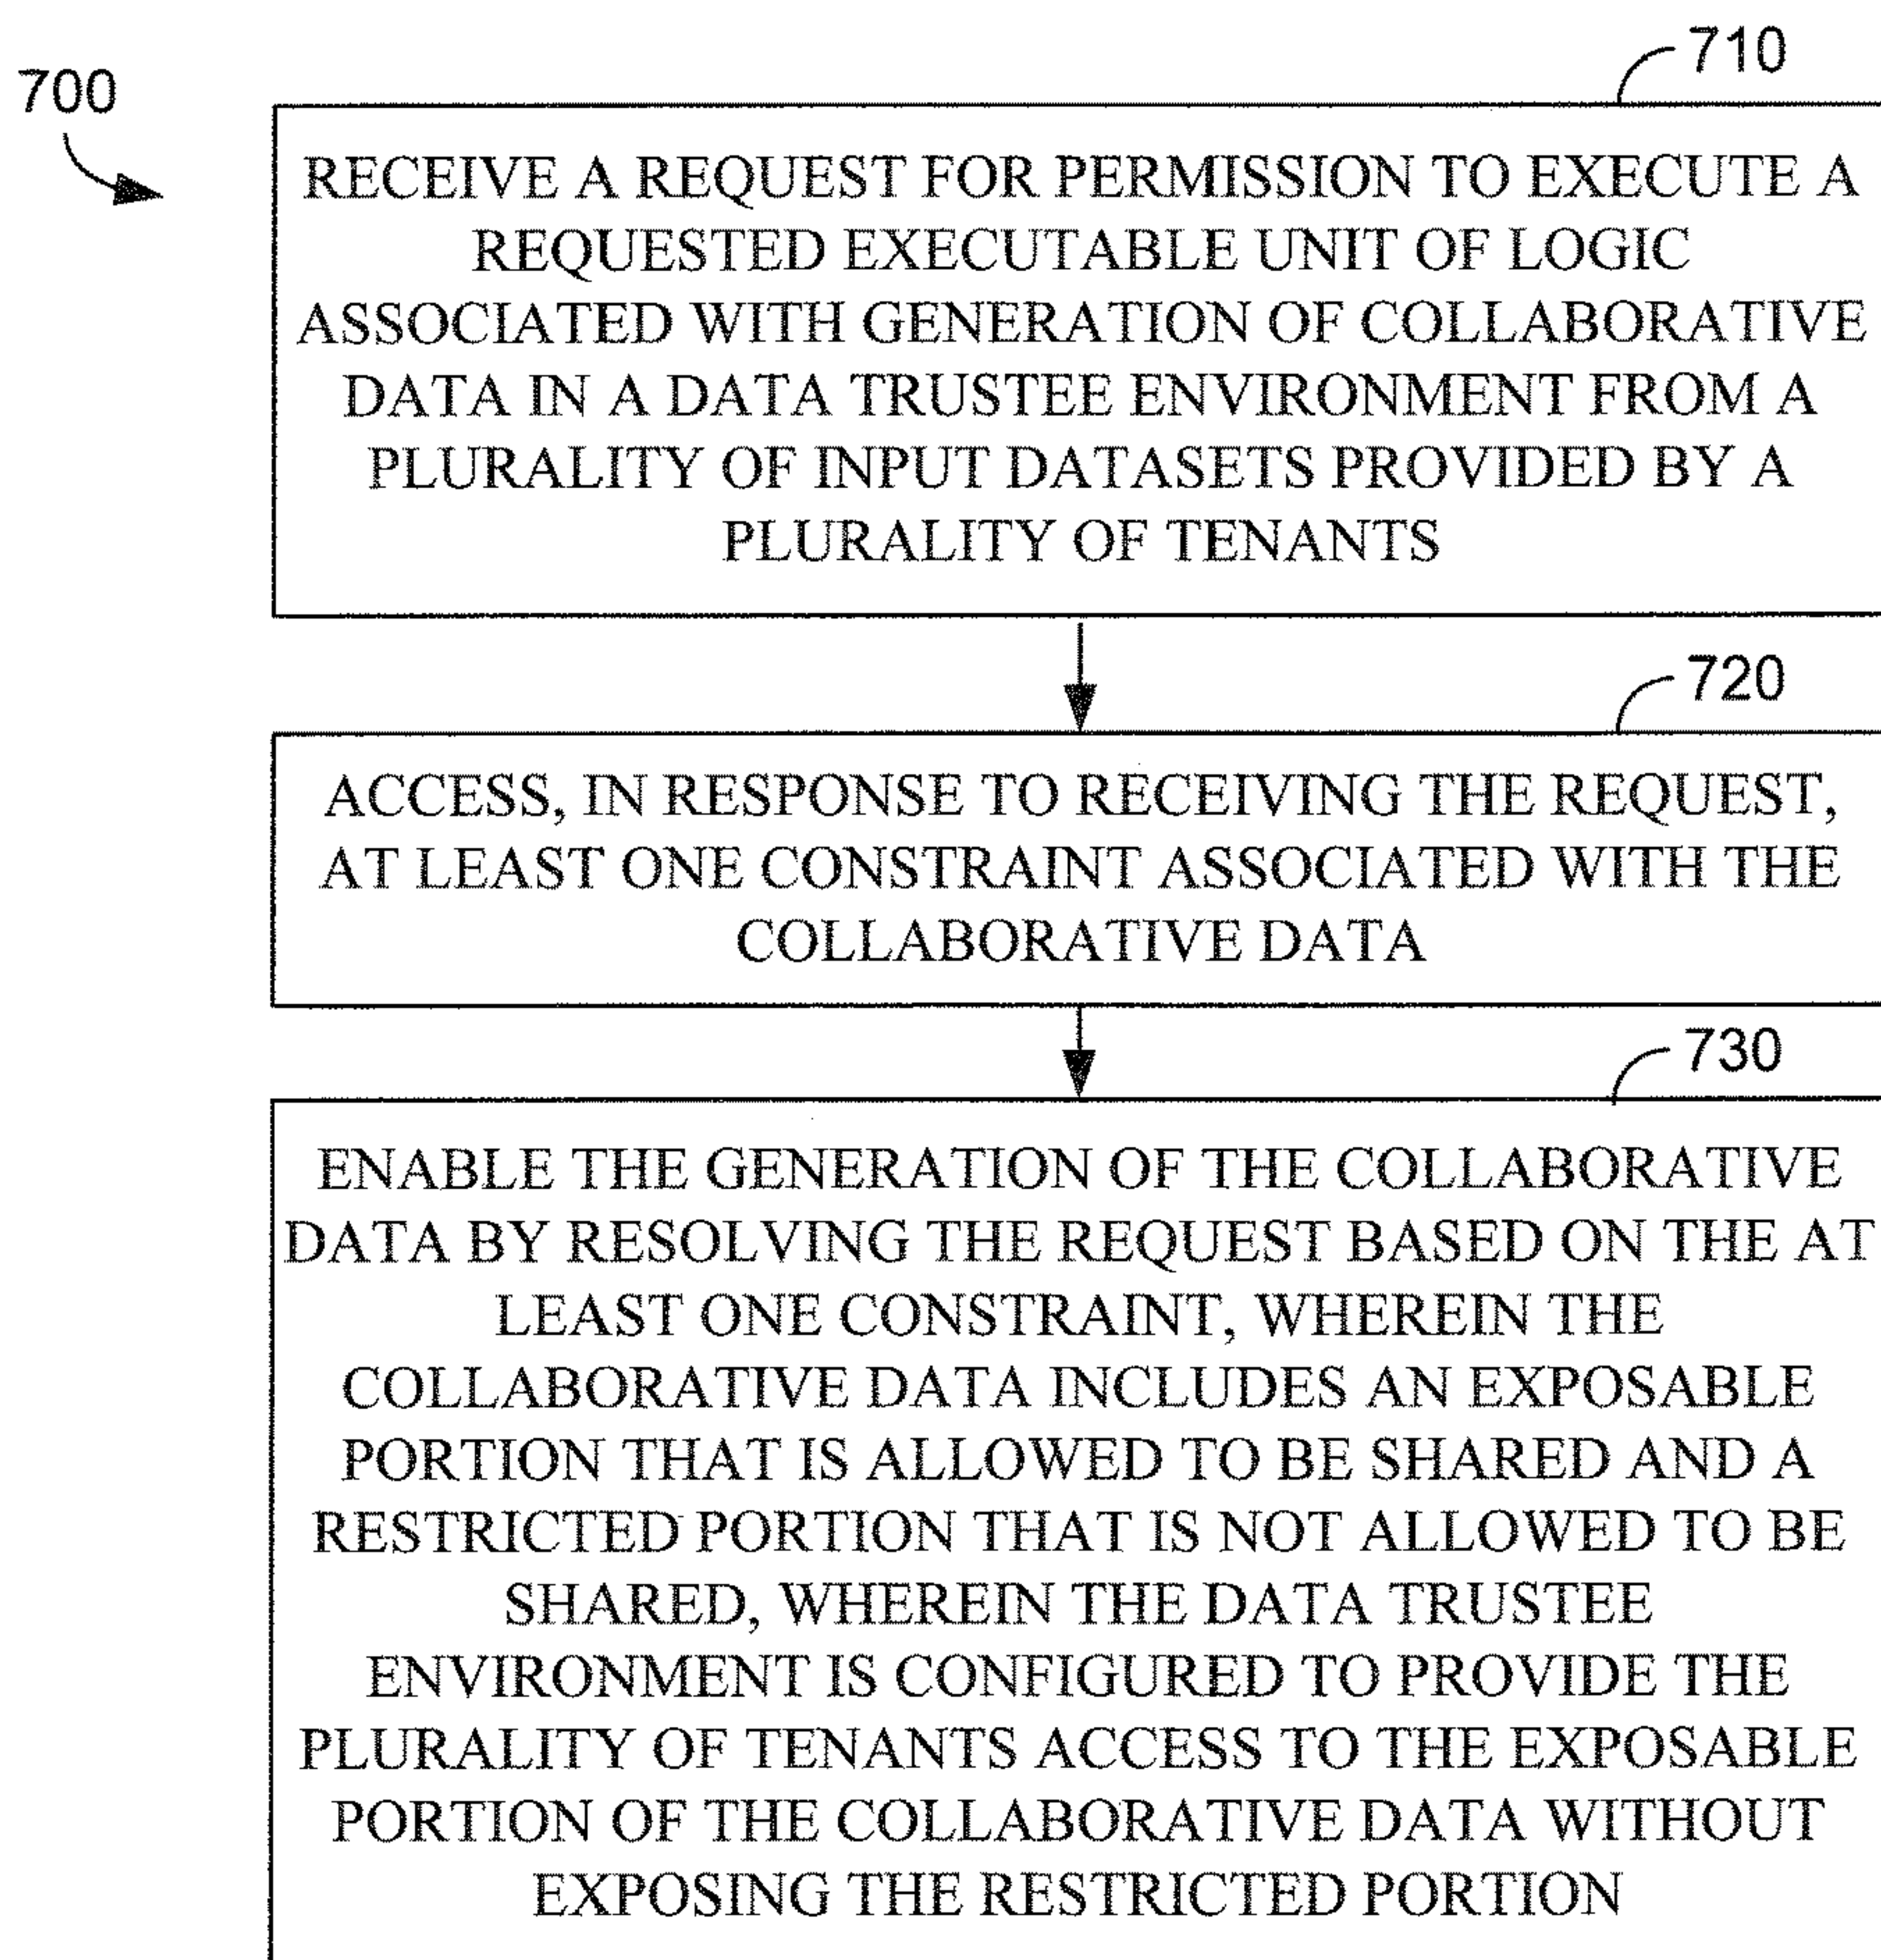 700
710
RECEIVE A REQUEST FOR PERMISSION TO EXECUTE A
REQUESTED EXECUTABLE UNIT OF LOGIC
ASSOCIATED WITH GENERATION OF COLLABORATIVE
DATA IN A DATA TRUSTEE ENVIRONMENT FROM A
PLURALITY OF INPUT DATASETS PROVIDED BY A
PLURALITY OF TENANTS
720
ACCESS, IN RESPONSE TO RECEIVING THE REQUEST,
AT LEAST ONE CONSTRAINT ASSOCIATED WITH THE
COLLABORATIVE DATA
730
ENABLE THE GENERATION OF THE COLLABORATIVE
DATA BY RESOLVING THE REQUEST BASED ON THE AT
LEAST ONE CONSTRAINT, WHEREIN THE
COLLABORATIVE DATA INCLUDES AN EXPOSABLE
PORTION THAT IS ALLOWED TO BE SHARED AND A
RESTRICTED PORTION THAT IS NOT ALLOWED TO BE
SHARED, WHEREIN THE DATA TRUSTEE
ENVIRONMENT IS CONFIGURED TO PROVIDE THE
PLURALITY OF TENANTS ACCESS TO THE EXPOSABLE
PORTION OF THE COLLABORATIVE DATA WITHOUT
EXPOSING THE RESTRICTED PORTION